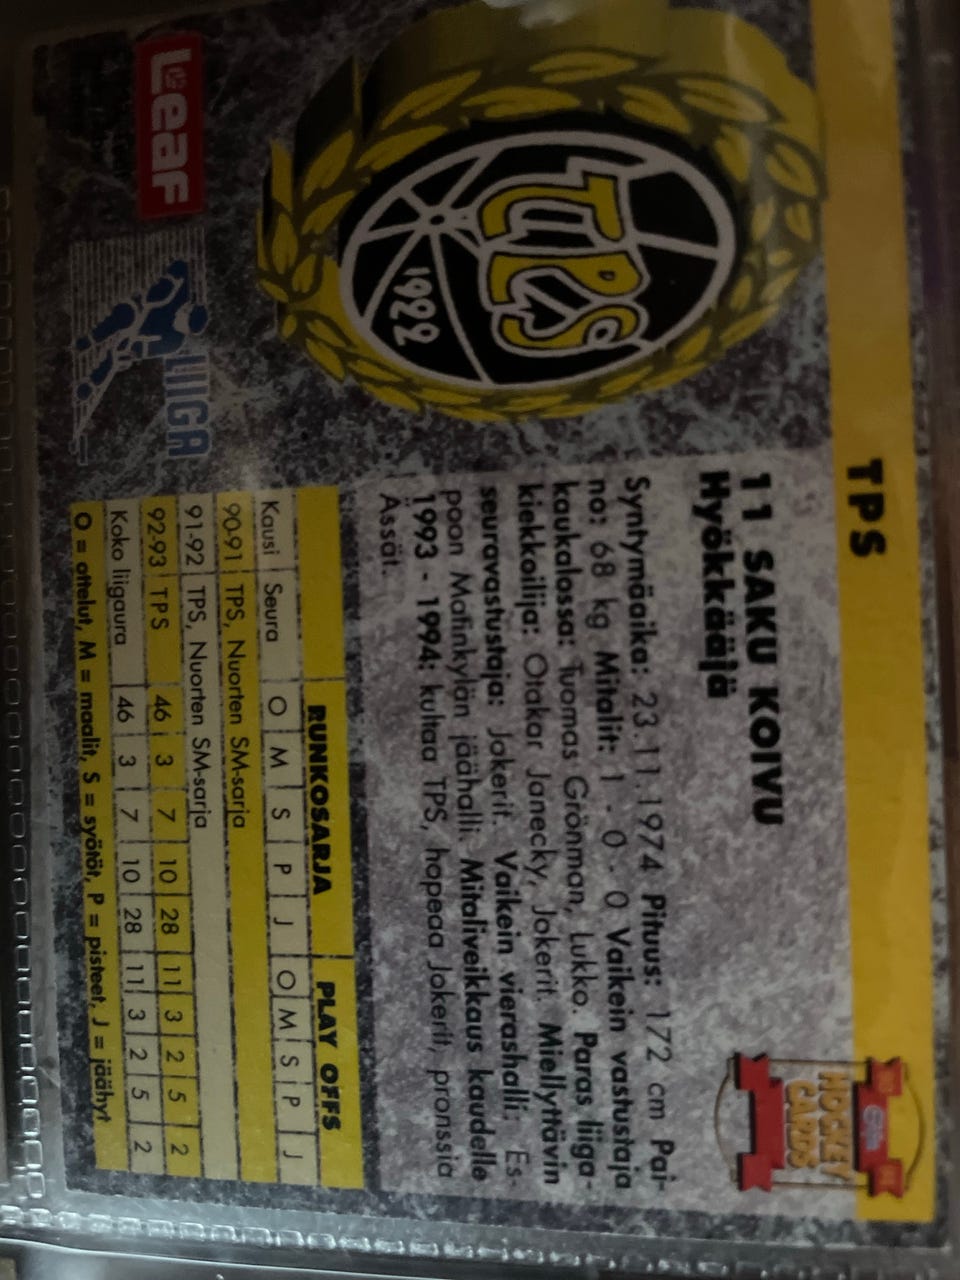 TPS
11 SAKU KOIVU
Hyökkääjä
Syntymäaika: 23.11.1974 Pituus: 172 cm Pai-
no: 68 kg Mitalit: 1 - 0 - 0 Vaikein vastustaja
kaukalossa: Tuomas Grönman, Lukko. Paras liiga-
kiekkoilija: Otakar Janecky, Jokerit. Miellyttävin
seuravastustaja: Jokerit. Vaikein vierashalli: Es-
poon Matinkylän jäähalli. Mitaliveikkaus kaudelle
1993 - 1994: kultaa TPS, hopeaa Jokerit, pronssia
Ässät.
HOCKEY
CARDS
TPS
1922
Leaf
LIIGA
RUNKOSARJA PLAY OFFS
Kausi Seura O M S P J O M S P J
90-91 TPS, Nuorten SM-sarja
91-92 TPS, Nuorten SM-sarja
92-93 TPS 46 3 7 10 28 11 3 2 5 2
Koko liigaura 46 3 7 10 28 11 3 2 5 2
O = ottelut, M = maalit, S = syötöt, P = pisteet, J = jäähyt